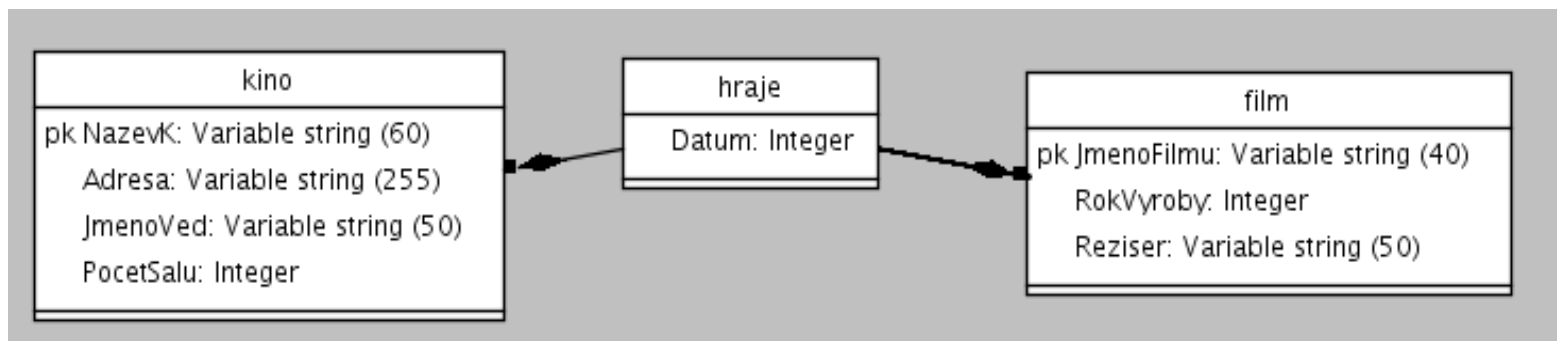 kino
pk NazevK: Variable string (60)
Adresa: Variable string (255)
JmenoVed: Variable string (50)
PocetSalu: Integer
hraje
Datum: Integer
film
pk JmenoFilmu: Variable string (40)
RokVyroby: Integer
Reziser: Variable string (50)